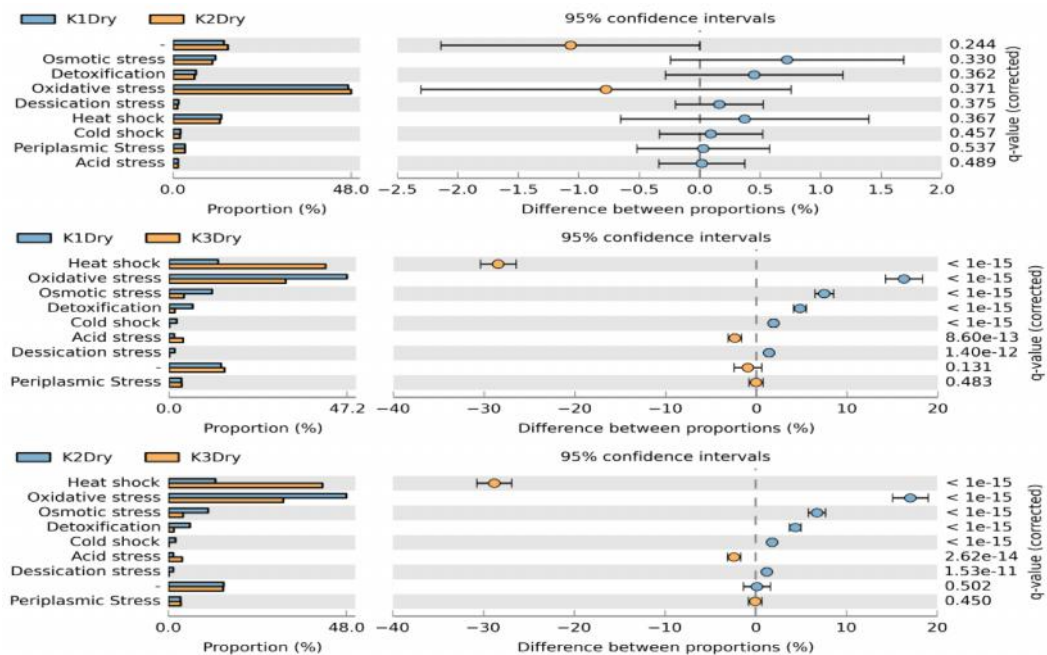 K1Dry K2Dry 95% confidence intervals
- 0.244
Osmotic stress 0.330
Detoxification 0.362
Oxidative stress 0.371
Dessication stress 0.375
Heat shock 0.367
Cold shock 0.457
Periplasmic Stress 0.537
Acid stress 0.489
q-value (corrected)
0.0 48.0 −2.5 −2.0 −1.5 −1.0 −0.5 0.0 0.5 1.0 1.5 2.0
Proportion (%) Difference between proportions (%)
K1Dry K3Dry 95% confidence intervals
Heat shock < 1e-15
Oxidative stress < 1e-15
Osmotic stress < 1e-15
Detoxification < 1e-15
Cold shock < 1e-15
Acid stress 8.60e-13
Dessication stress 1.40e-12
- 0.131
Periplasmic Stress 0.483
q-value (corrected)
0.0 47.2 −40 −30 −20 −10 0 10 20
Proportion (%) Difference between proportions (%)
K2Dry K3Dry 95% confidence intervals
Heat shock < 1e-15
Oxidative stress < 1e-15
Osmotic stress < 1e-15
Detoxification < 1e-15
Cold shock < 1e-15
Acid stress 2.62e-14
Dessication stress 1.53e-11
- 0.502
Periplasmic Stress 0.450
q-value (corrected)
0.0 48.0 −40 −30 −20 −10 0 10 20
Proportion (%) Difference between proportions (%)